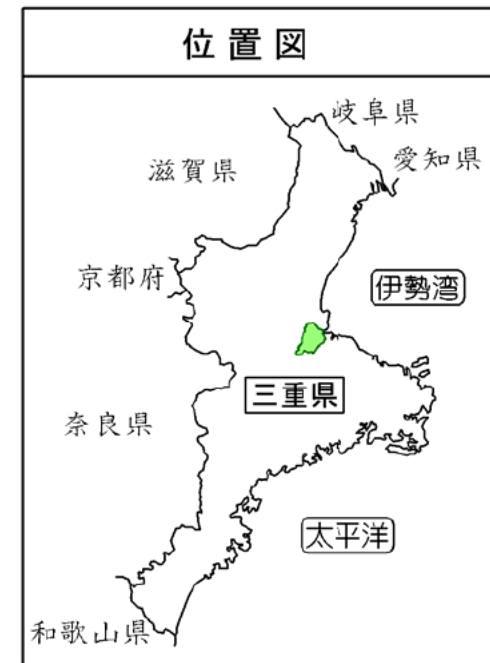 位置図
岐阜県
滋賀県
愛知県
京都府
伊勢湾
三重県
奈良県
太平洋
和歌山県